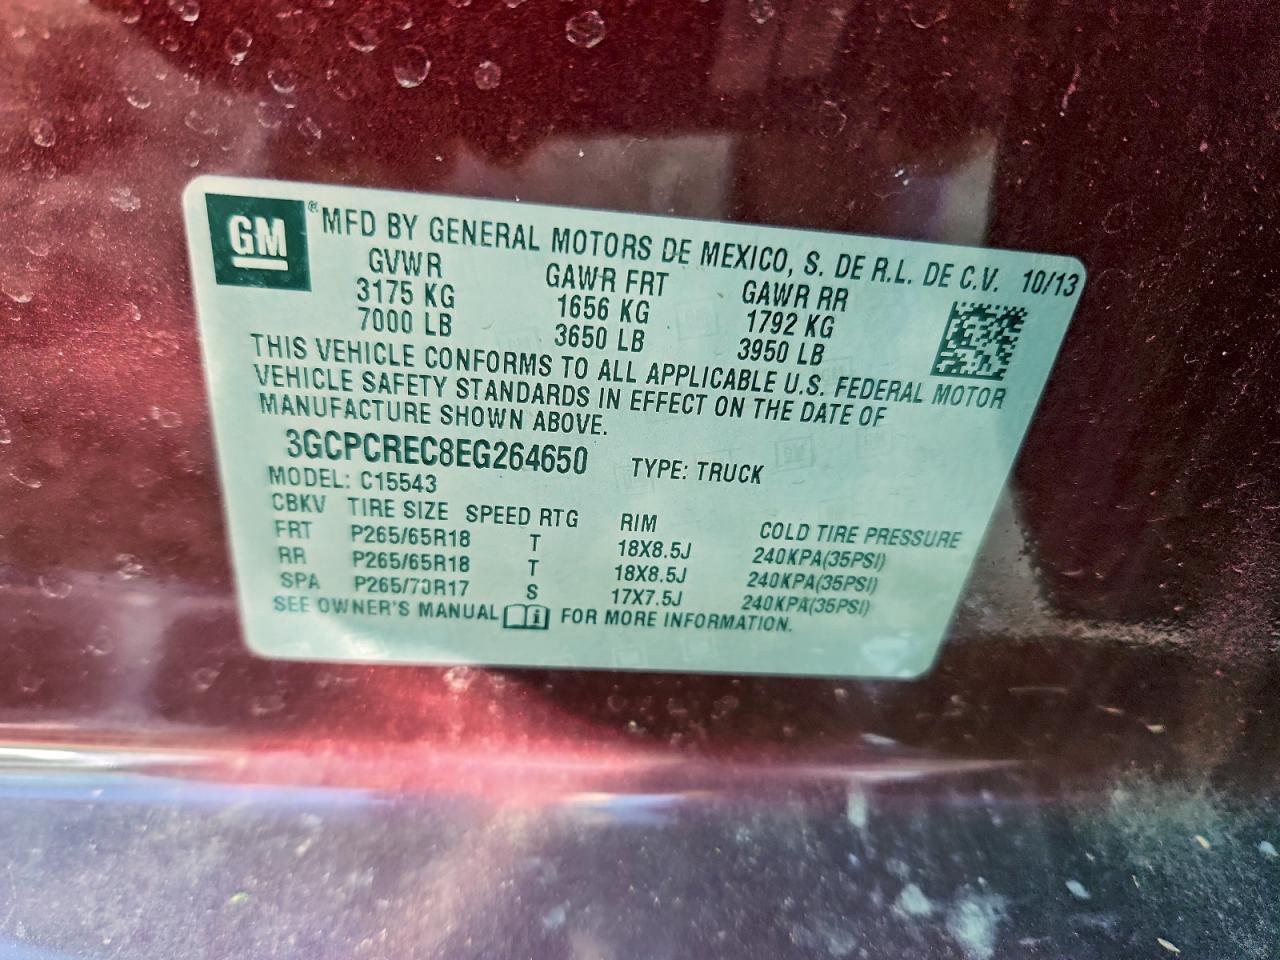 GM ® MFD BY GENERAL MOTORS DE MEXICO, S. DE R.L. DE C.V. 10/13
GVWR GAWR FRT GAWR RR
3175 KG 1656 KG 1792 KG
7000 LB 3650 LB 3950 LB
THIS VEHICLE CONFORMS TO ALL APPLICABLE U.S. FEDERAL MOTOR
VEHICLE SAFETY STANDARDS IN EFFECT ON THE DATE OF
MANUFACTURE SHOWN ABOVE.
3GCPCREC8EG264650 TYPE: TRUCK
MODEL: C15543
CBKV TIRE SIZE SPEED RTG RIM COLD TIRE PRESSURE
FRT P265/65R18 T 18X8.5J 240KPA(35PSI)
RR P265/65R18 T 18X8.5J 240KPA(35PSI)
SPA P265/70R17 S 17X7.5J 240KPA(35PSI)
SEE OWNER'S MANUAL i FOR MORE INFORMATION.